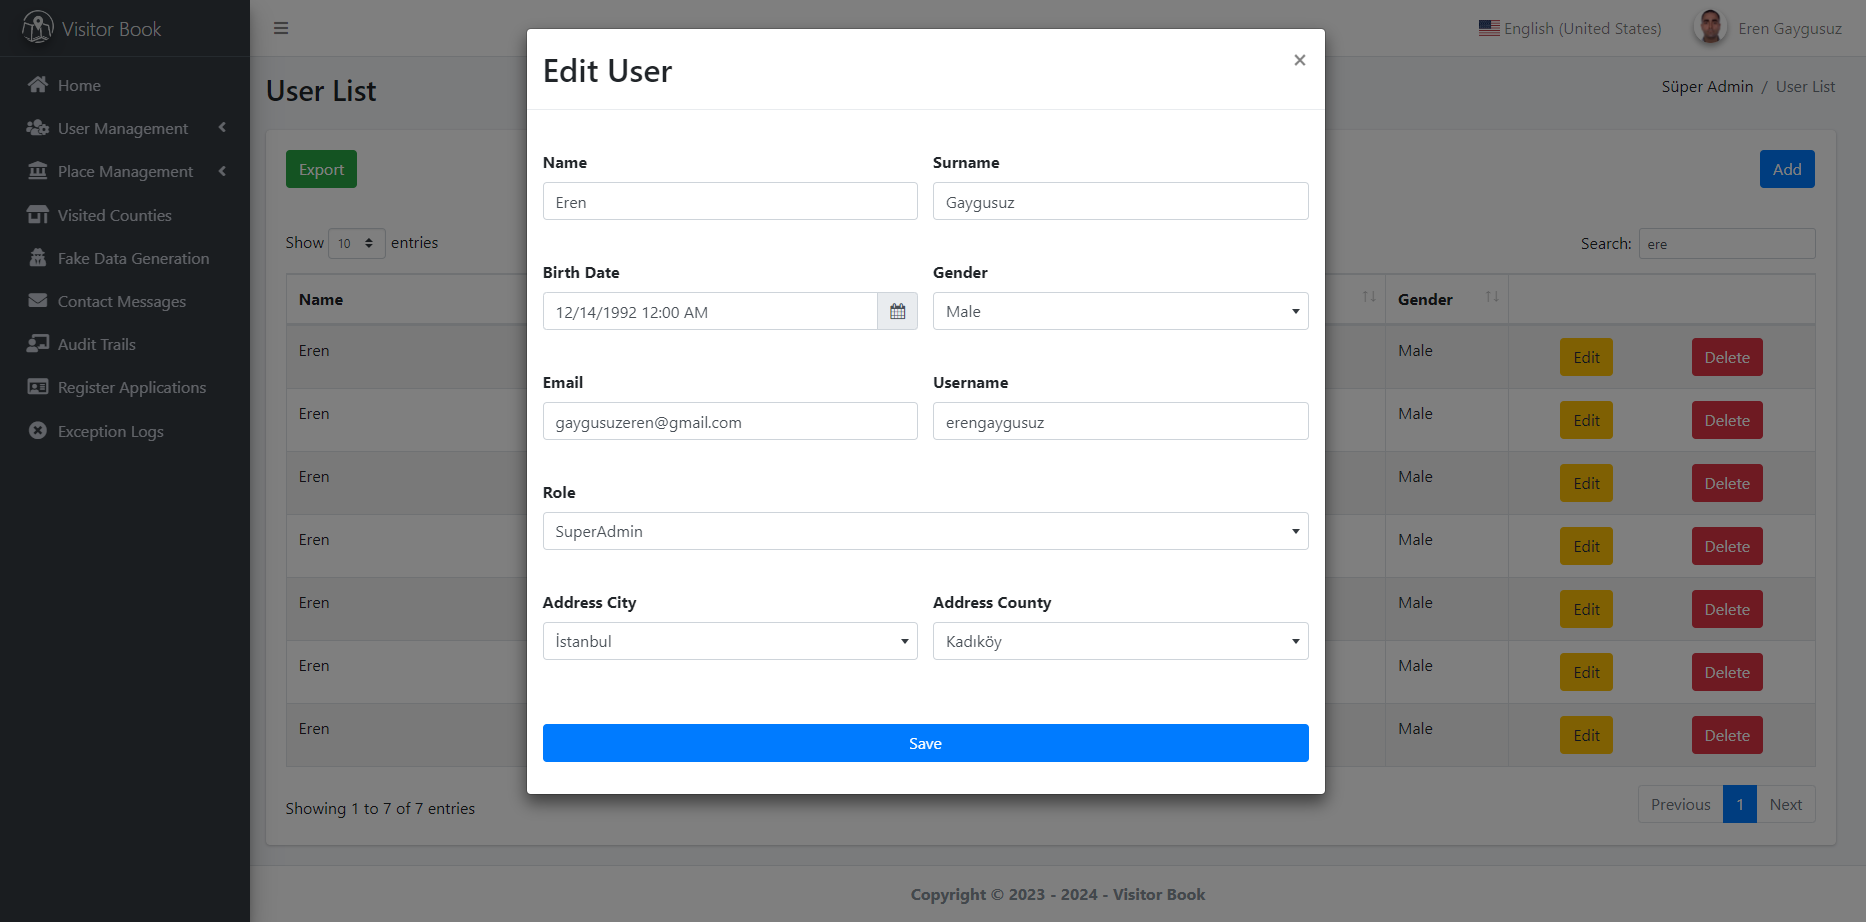 Visitor Book
English (United States)
Eren Gaygusuz
Home
User Management
Place Management
Visited Counties
Fake Data Generation
Contact Messages
Audit Trails
Register Applications
Exception Logs
User List
Süper Admin / User List
Export
Add
Show 10 entries
Search: ere
Name
Gender
Eren
Male
Edit
Delete
Eren
Male
Edit
Delete
Eren
Male
Edit
Delete
Eren
Male
Edit
Delete
Eren
Male
Edit
Delete
Eren
Male
Edit
Delete
Eren
Male
Edit
Delete
Showing 1 to 7 of 7 entries
Previous 1 Next
Copyright © 2023 - 2024 - Visitor Book
Edit User
×
Name
Surname
Eren
Gaygusuz
Birth Date
Gender
12/14/1992 12:00 AM
Male
Email
Username
gaygusuzeren@gmail.com
erengaygusuz
Role
SuperAdmin
Address City
Address County
İstanbul
Kadıköy
Save